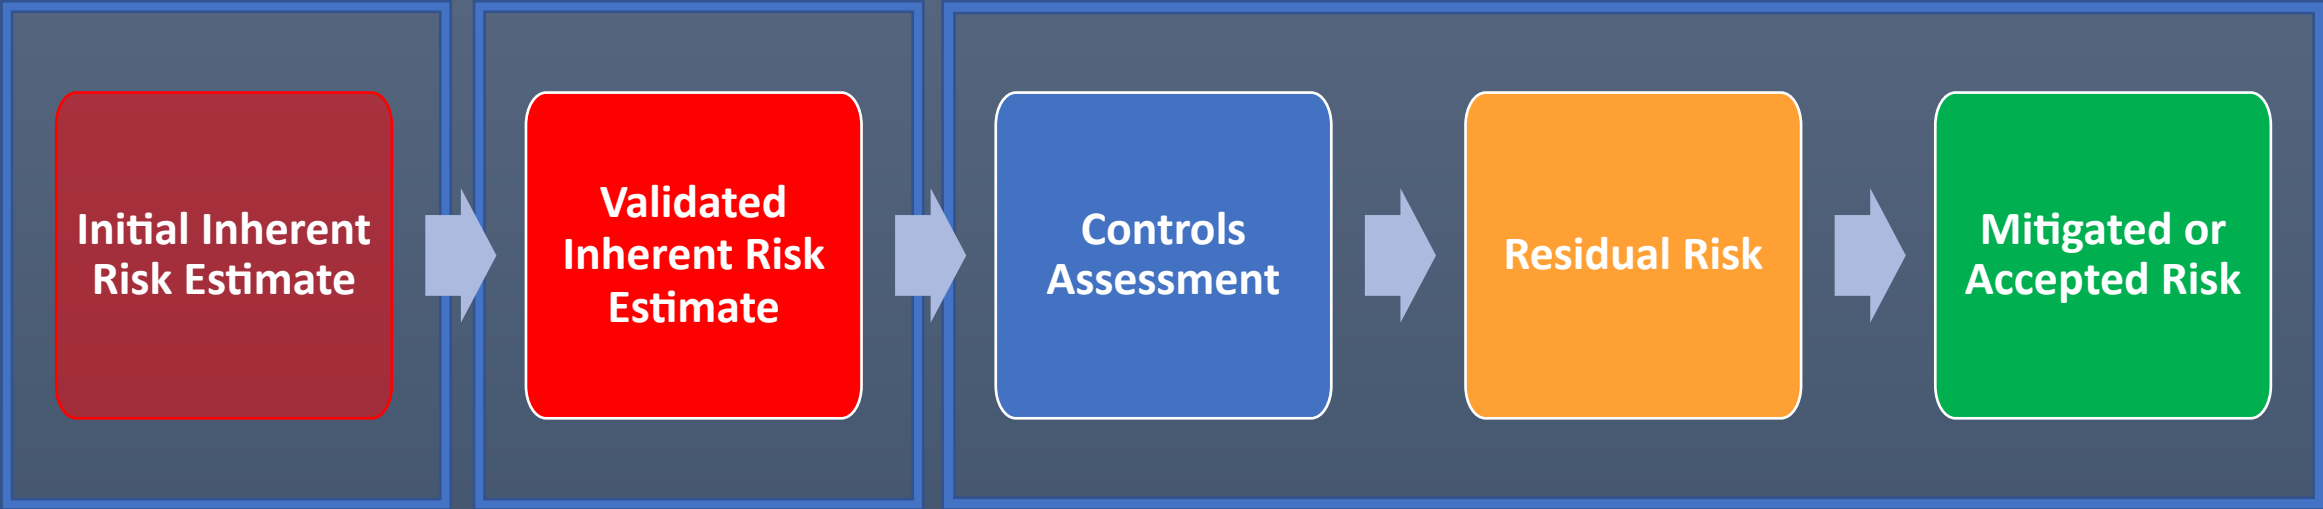 Initial Inherent
Risk Estimate
Validated
Inherent Risk
Estimate
Controls
Assessment
Residual Risk
Mitigated or
Accepted Risk